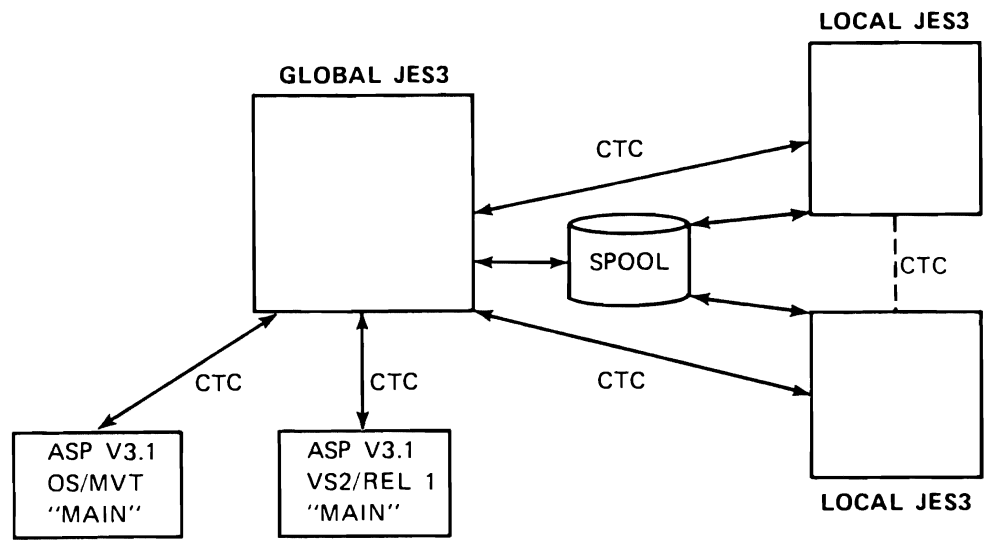 LOCAL JES3
GLOBAL JES3
CTC
SPOOL
CTC
CTC
CTC
CTC
ASP V3.1
OS/MVT
"MAIN"
ASP V3.1
VS2/REL 1
"MAIN"
LOCAL JES3